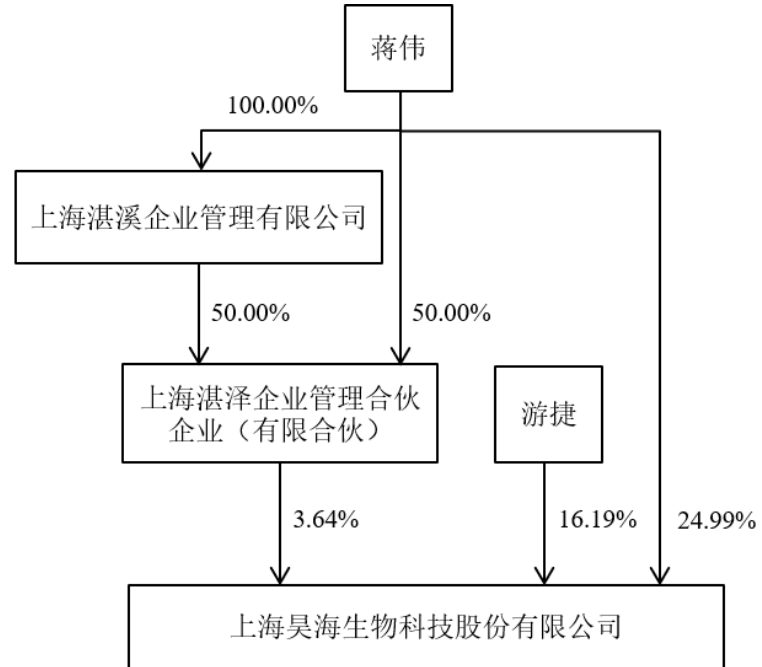 蒋伟
100.00%
上海湛溪企业管理有限公司
50.00%
50.00%
上海湛泽企业管理合伙
企业（有限合伙）
游捷
3.64%
16.19%
24.99%
上海昊海生物科技股份有限公司